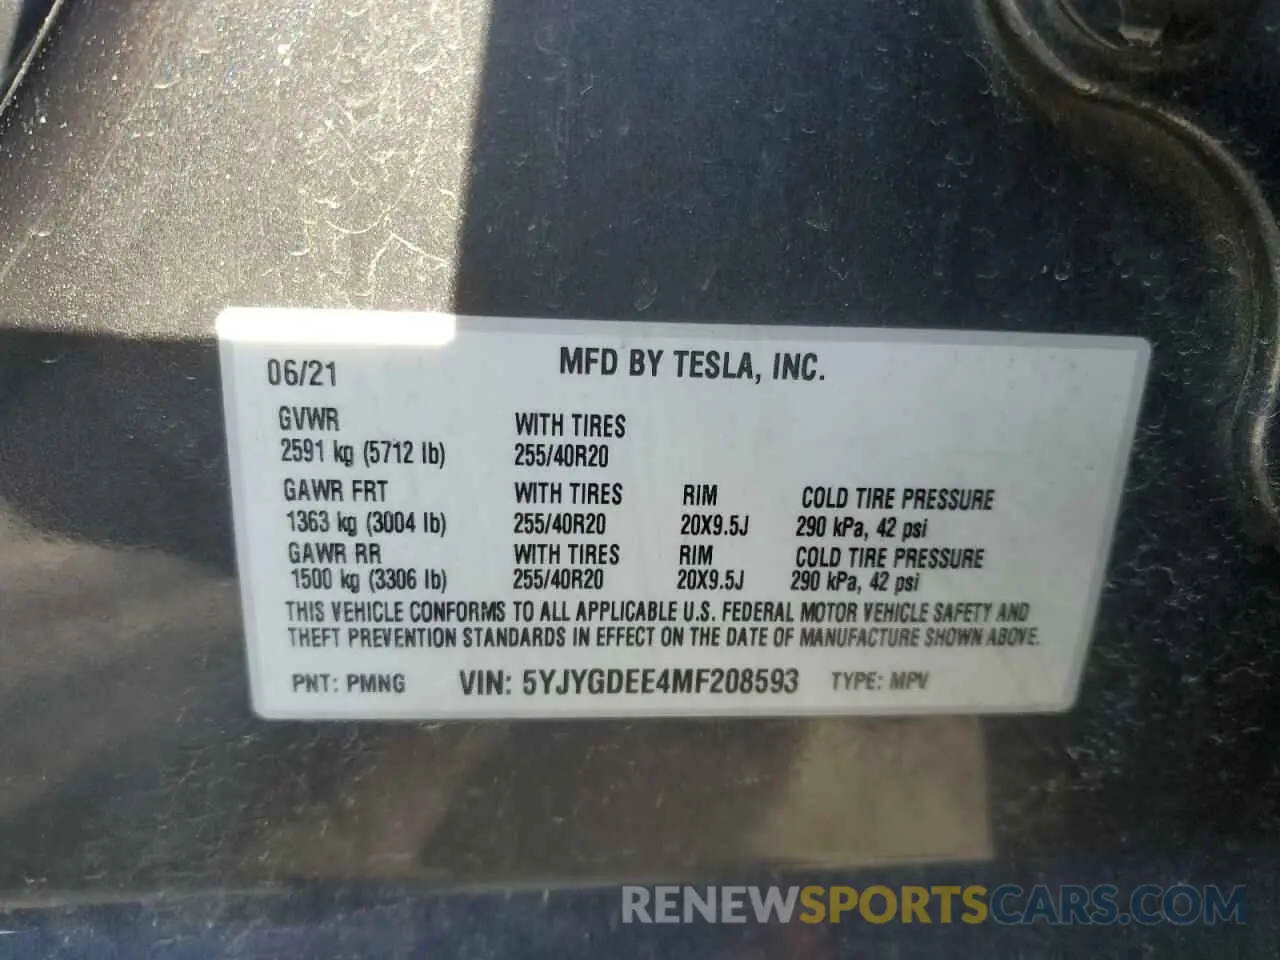 06/21 MFD BY TESLA, INC.
GVWR WITH TIRES
2591 kg (5712 lb) 255/40R20
GAWR FRT WITH TIRES RIM COLD TIRE PRESSURE
1363 kg (3004 lb) 255/40R20 20X9.5J 290 kPa, 42 psi
GAWR RR WITH TIRES RIM COLD TIRE PRESSURE
1500 kg (3306 lb) 255/40R20 20X9.5J 290 kPa, 42 psi
THIS VEHICLE CONFORMS TO ALL APPLICABLE U.S. FEDERAL MOTOR VEHICLE SAFETY AND
THEFT PREVENTION STANDARDS IN EFFECT ON THE DATE OF MANUFACTURE SHOWN ABOVE.
PNT: PMNG VIN: 5YJYGDEE4MF208593 TYPE: MPV
RENEWSPORTSCARS.COM